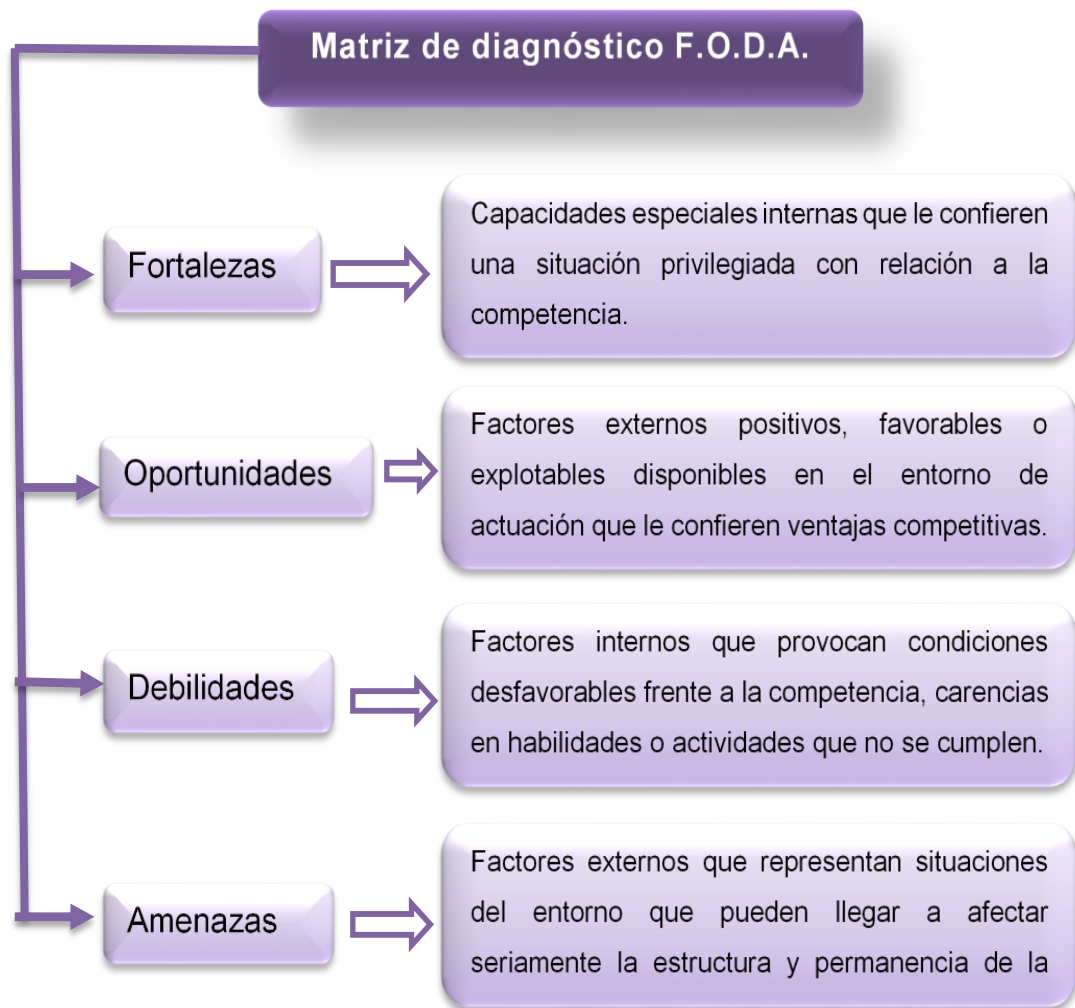 Matriz de diagnóstico F.O.D.A.
Fortalezas
Capacidades especiales internas que le confieren
una situación privilegiada con relación a la
competencia.
Oportunidades
Factores externos positivos, favorables o
explotables disponibles en el entorno de
actuación que le confieren ventajas competitivas.
Debilidades
Factores internos que provocan condiciones
desfavorables frente a la competencia, carencias
en habilidades o actividades que no se cumplen.
Amenazas
Factores externos que representan situaciones
del entorno que pueden llegar a afectar
seriamente la estructura y permanencia de la